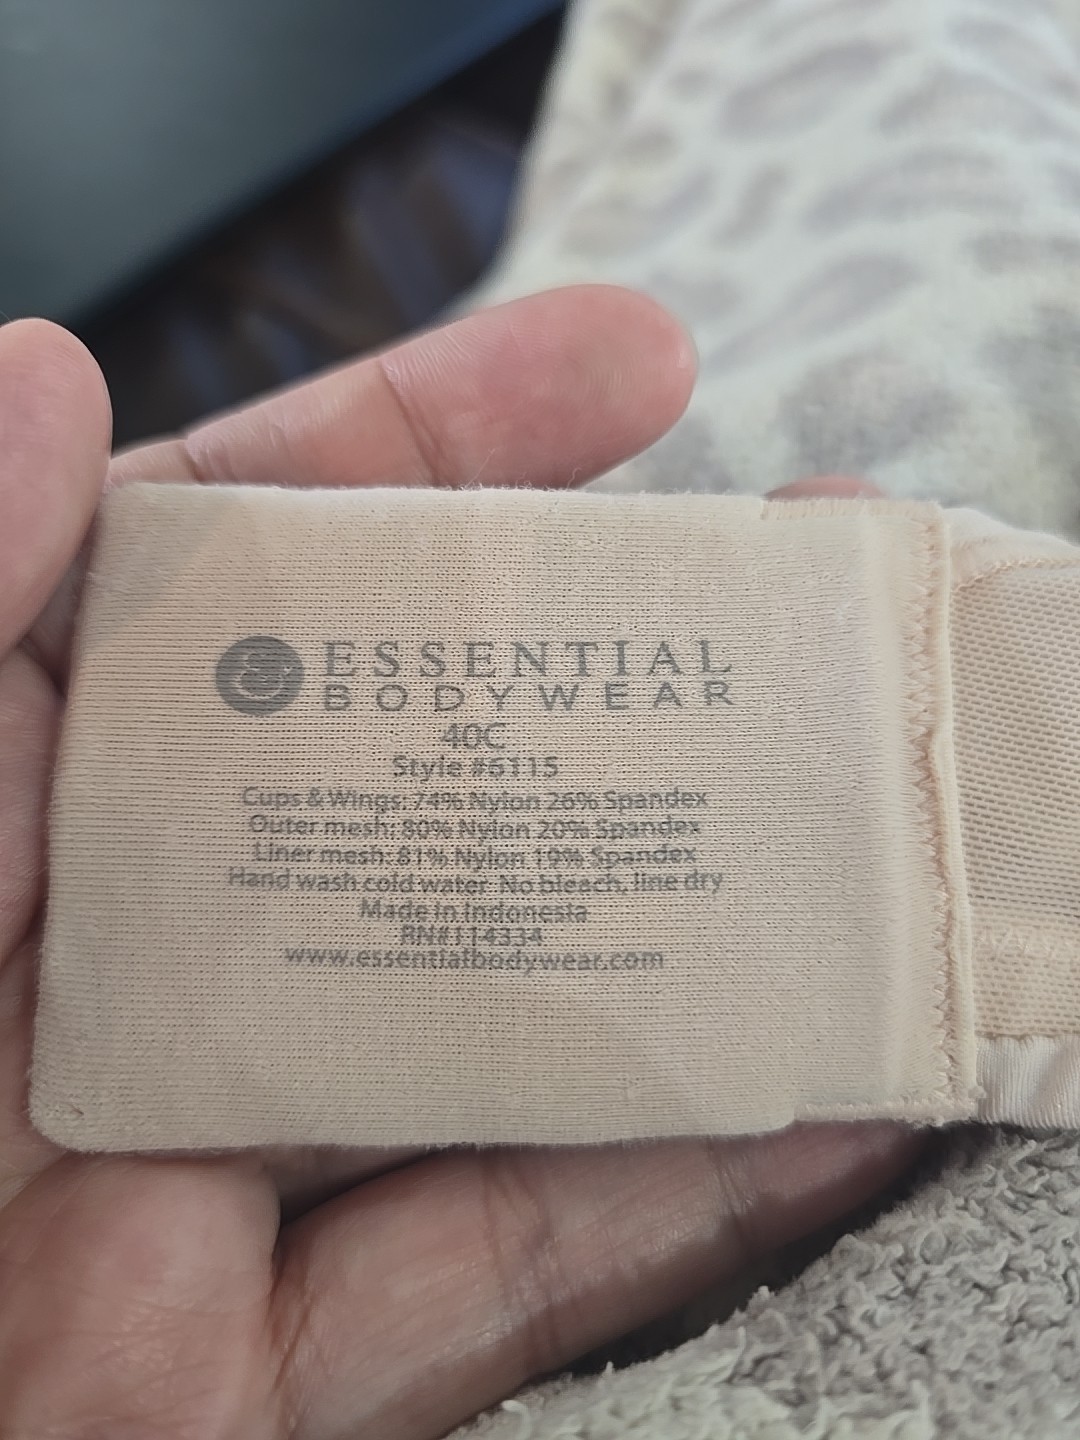 &
ESSENTIAL
BODYWEAR
40C
Style #6115
Cups & Wings: 74% Nylon 26% Spandex
Outer mesh: 80% Nylon 20% Spandex
Liner mesh: 81% Nylon 19% Spandex
Hand wash cold water. No bleach, line dry
Made in Indonesia
RN#114334
www.essentialbodywear.com